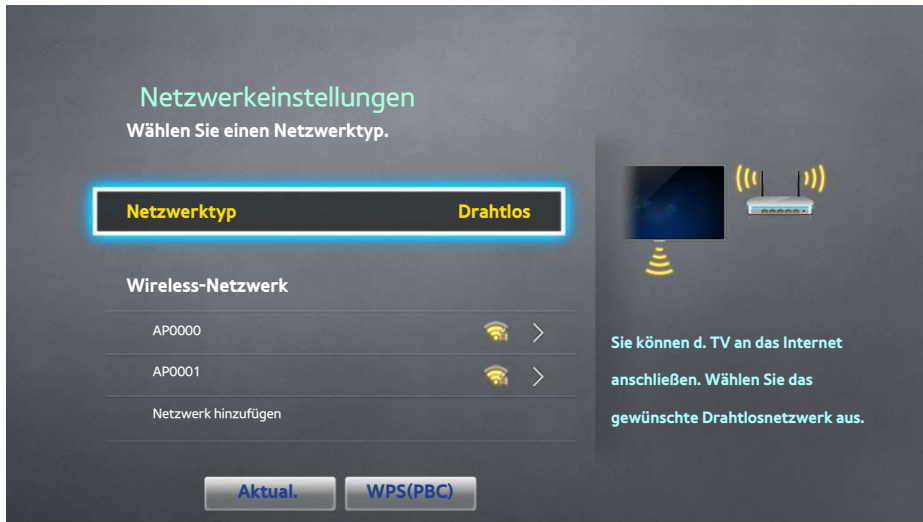 Netzwerkeinstellungen
Wählen Sie einen Netzwerktyp.
Netzwerktyp Drahtlos
Wireless-Netzwerk
AP0000
AP0001
Netzwerk hinzufügen
Aktual. WPS(PBC)
Sie können d. TV an das Internet
anschließen. Wählen Sie das
gewünschte Drahtlosnetzwerk aus.